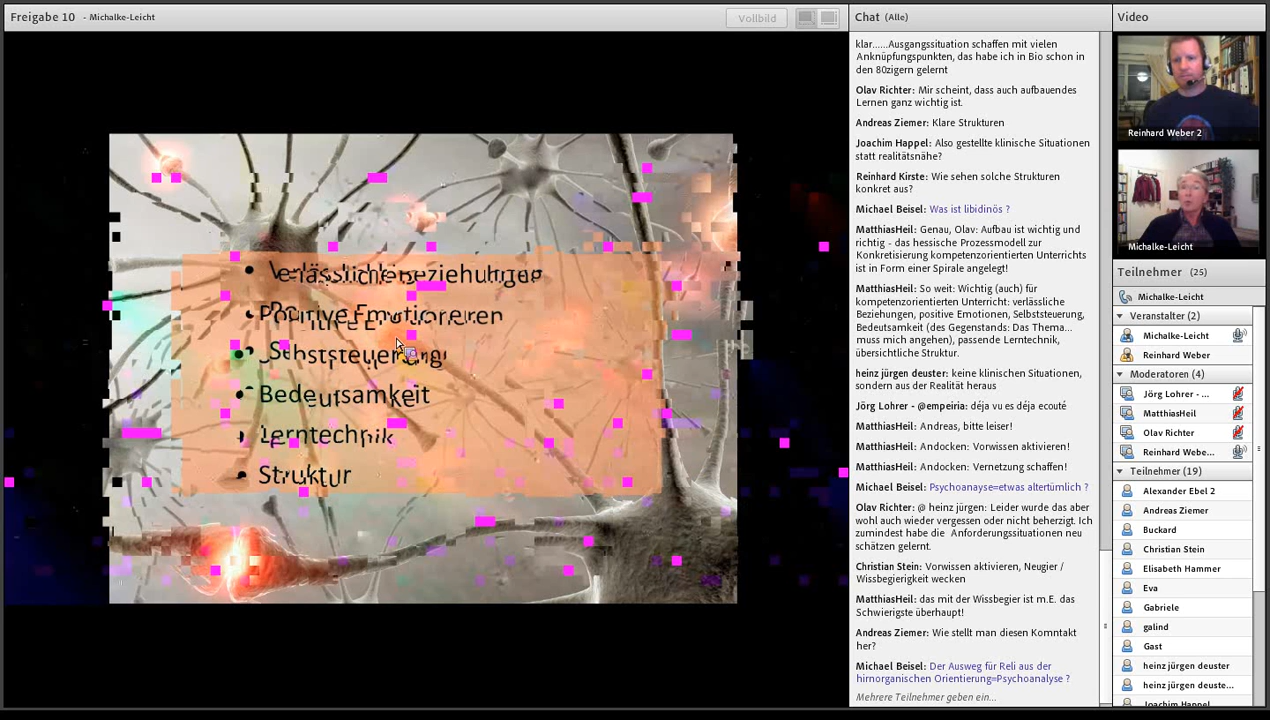 Freigabe 10 - Michalke-Leicht
Vollbild
Verlässliche Beziehungen
Positive Emotionen
Selbststeuerung
Bedeutsamkeit
Lerntechnik
Struktur
Chat (Alle)
klar......Ausgangssituation schaffen mit vielen
Anknüpfungspunkten, das habe ich in Bio schon in
den 80zigern gelernt
Olav Richter: Mir scheint, dass auch aufbauendes
Lernen ganz wichtig ist.
Andreas Ziemer: Klare Strukturen
Joachim Happel: Also gestellte klinische Situationen
statt realitätsnähe?
Reinhard Kirste: Wie sehen solche Strukturen
konkret aus?
Michael Beisel: Was ist libidinös ?
MatthiasHeil: Genau, Olav: Aufbau ist wichtig und
richtig - das hessische Prozessmodell zur
Konkretisierung kompetenzorientierten Unterrichts
ist in Form einer Spirale angelegt!
MatthiasHeil: So weit: Wichtig (auch) für
kompetenzorientierten Unterricht: verlässliche
Beziehungen, positive Emotionen, Selbststeuerung,
Bedeutsamkeit (des Gegenstands: Das Thema...
muss mich angehen), passende Lerntechnik,
übersichtliche Struktur.
heinz jürgen deuster: keine klinischen Situationen,
sondern aus der Realität heraus
Jörg Lohrer - @empeiria: déja vu es déja ecouté
MatthiasHeil: Andreas, bitte leiser!
MatthiasHeil: Andocken: Vorwissen aktivieren!
MatthiasHeil: Andocken: Vernetzung schaffen!
Michael Beisel: Psychoanayse=etwas altertümlich ?
Olav Richter: @ heinz jürgen: Leider wurde das aber
wohl auch wieder vergessen oder nicht beherzigt. Ich
zumindest habe die Anforderungssituationen neu
schätzen gelernt.
Christian Stein: Vorwissen aktivieren, Neugier /
Wissbegierigkeit wecken
MatthiasHeil: das mit der Wissbegier ist m.E. das
Schwierigste überhaupt!
Andreas Ziemer: Wie stellt man diesen Komntakt
her?
Michael Beisel: Der Ausweg für Reli aus der
hirnorganischen Orientierung=Psychoanalyse ?
Mehrere Teilnehmer geben ein...
Video
Reinhard Weber 2
Michalke-Leicht
Teilnehmer (25)
Michalke-Leicht
Veranstalter (2)
Michalke-Leicht
Reinhard Weber
Moderatoren (4)
Jörg Lohrer - ...
MatthiasHeil
Olav Richter
Reinhard Webe...
Teilnehmer (19)
Alexander Ebel 2
Andreas Ziemer
Buckard
Christian Stein
Elisabeth Hammer
Eva
Gabriele
galind
Gast
heinz jürgen deuster
heinz jürgen deuste...
Joachim Happel